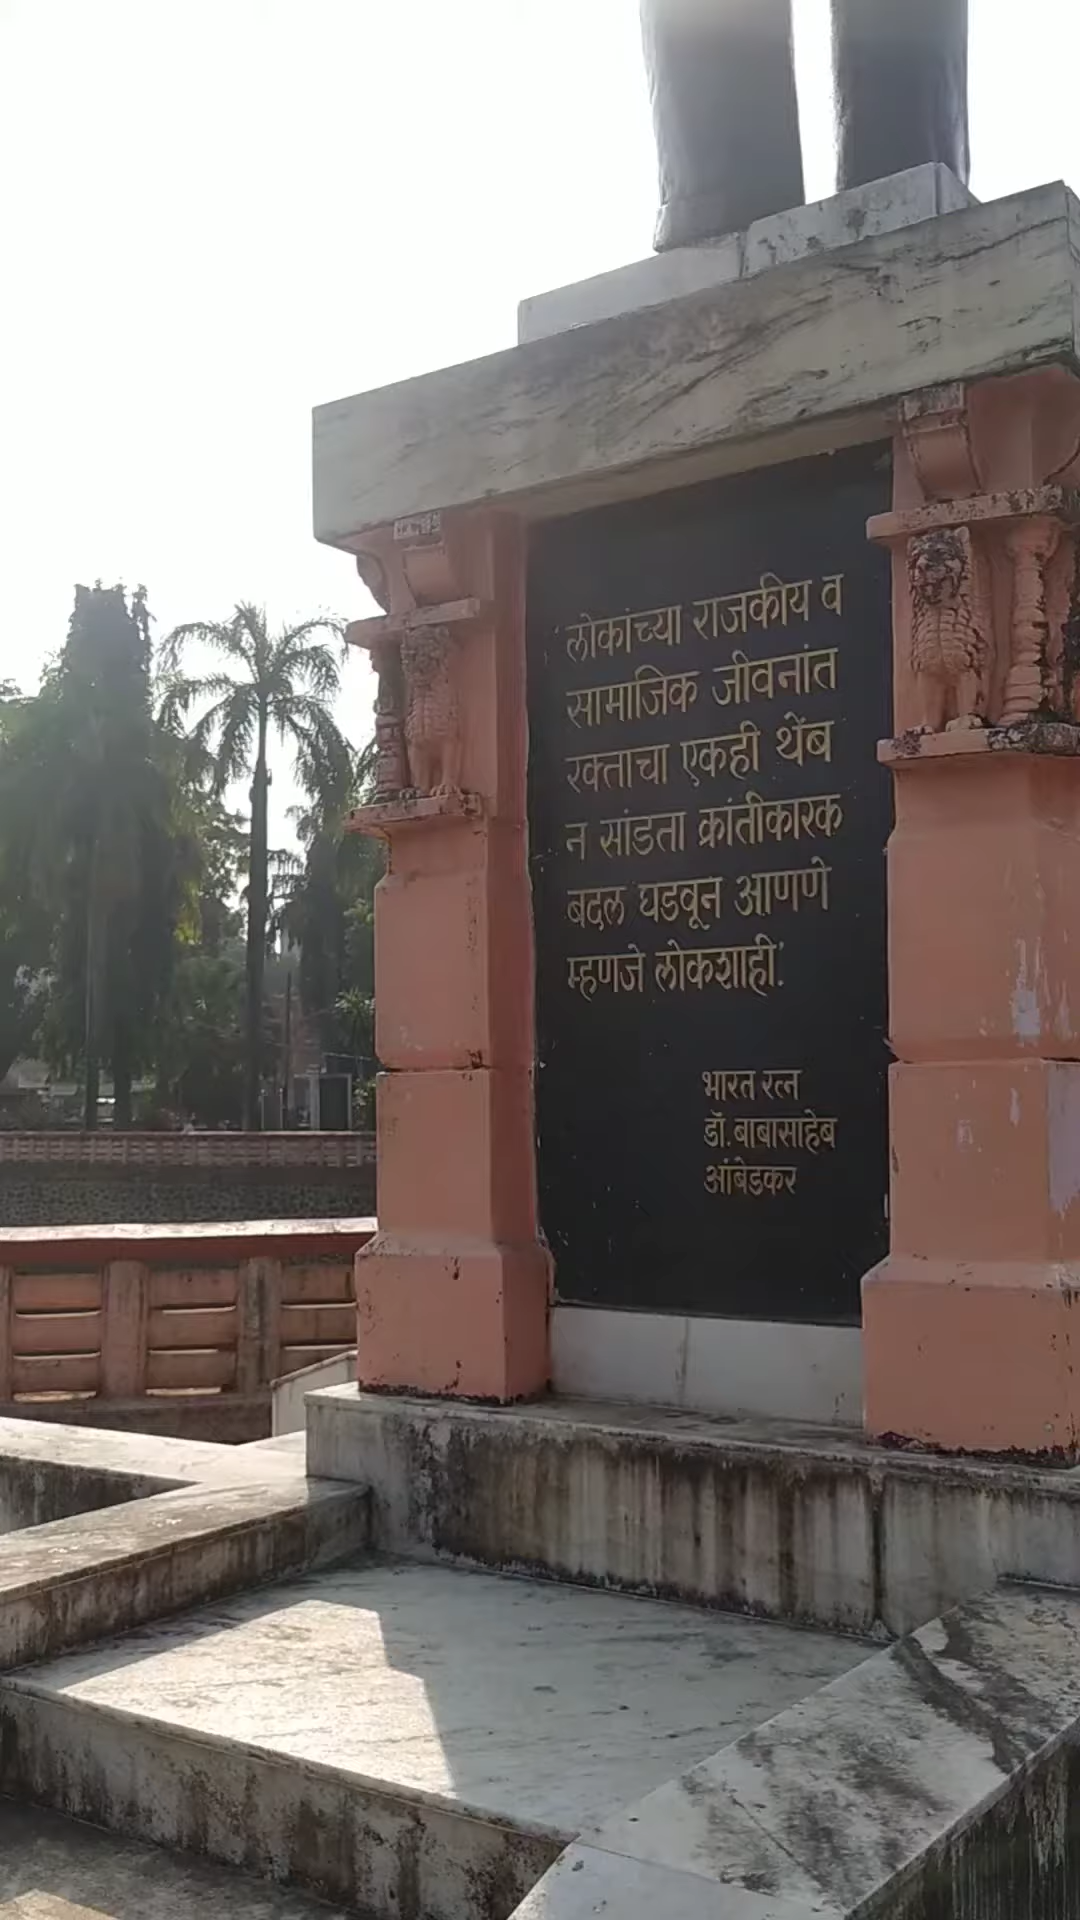 'लोकांच्या राजकीय व
सामाजिक जीवनांत
रक्ताचा एकही थेंब
न सांडता क्रांतीकारक
बदल घडवून आणणे
म्हणजे लोकशाही.'
भारत रत्न
डॉ. बाबासाहेब
आंबेडकर